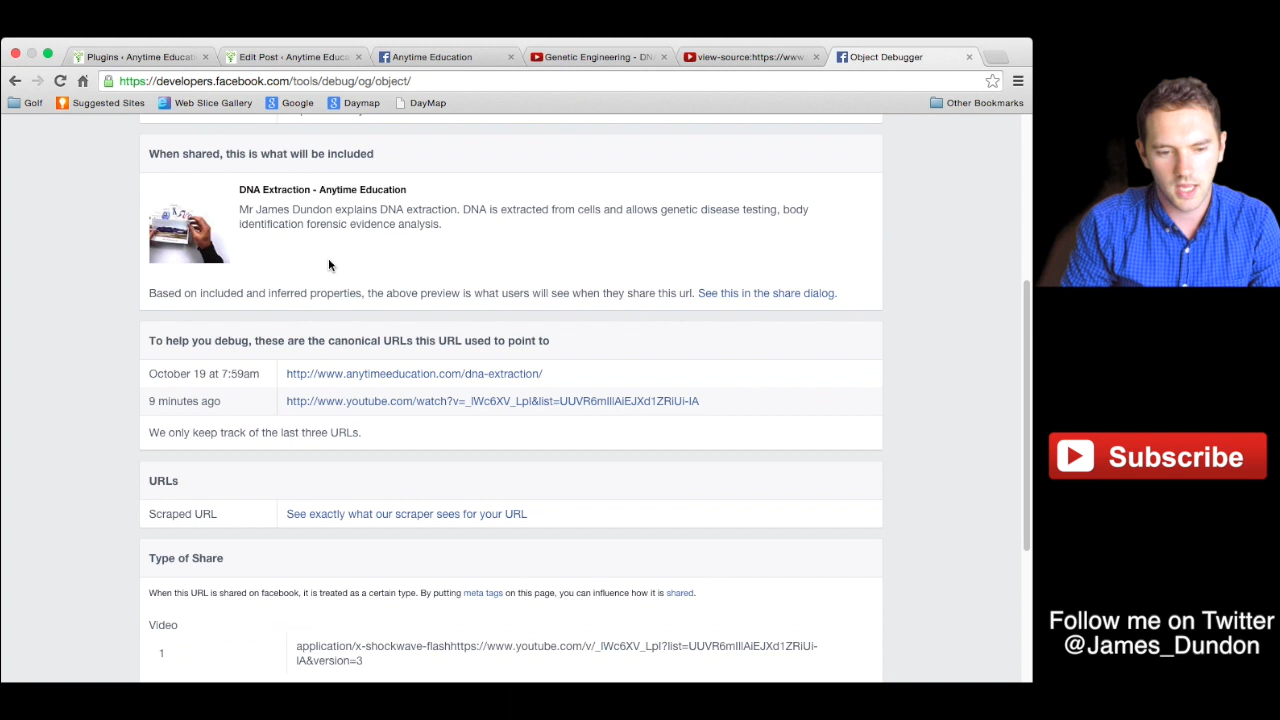 Plugins ‹ Anytime Educati
Edit Post ‹ Anytime Educa
Anytime Education
Genetic Engineering - DN
view-source:https://www
Object Debugger
https://developers.facebook.com/tools/debug/og/object/
Golf
Suggested Sites
Web Slice Gallery
Google
Daymap
DayMap
Other Bookmarks
When shared, this is what will be included
DNA Extraction - Anytime Education
Mr James Dundon explains DNA extraction. DNA is extracted from cells and allows genetic disease testing, body
identification forensic evidence analysis.
Based on included and inferred properties, the above preview is what users will see when they share this url. See this in the share dialog.
To help you debug, these are the canonical URLs this URL used to point to
October 19 at 7:59am http://www.anytimeeducation.com/dna-extraction/
9 minutes ago http://www.youtube.com/watch?v=_lWc6XV_LpI&list=UUVR6mIlIAiEJXd1ZRiUi-IA
We only keep track of the last three URLs.
URLs
Scraped URL See exactly what our scraper sees for your URL
Type of Share
When this URL is shared on facebook, it is treated as a certain type. By putting meta tags on this page, you can influence how it is shared.
Video
1 application/x-shockwave-flashhttps://www.youtube.com/v/_lWc6XV_LpI?list=UUVR6mIlIAiEJXd1ZRiUi-
IA&version=3
Subscribe
Follow me on Twitter
@James_Dundon